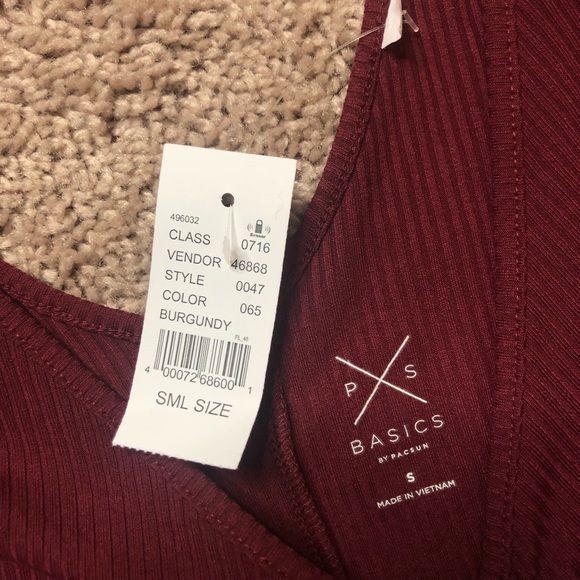 496032
CLASS 0716
VENDOR 46868
STYLE 0047
COLOR 065
BURGUNDY
4 00072 68600 1
SML SIZE
P S
BASICS
BY PACSUN
S
MADE IN VIETNAM